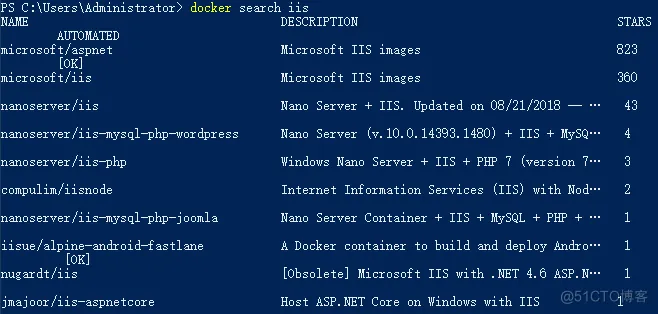 PS C:\Users\Administrator> docker search iis
NAME DESCRIPTION STARS
AUTOMATED
microsoft/aspnet Microsoft IIS images 823
[OK]
microsoft/iis Microsoft IIS images 360
nanoserver/iis Nano Server + IIS. Updated on 08/21/2018 — … 43
nanoserver/iis-mysql-php-wordpress Nano Server (v.10.0.14393.1480) + IIS + MySQ… 4
nanoserver/iis-php Windows Nano Server + IIS + PHP 7 (version 7… 3
compulim/iisnode Internet Information Services (IIS) with Nod… 2
nanoserver/iis-mysql-php-joomla Nano Server Container + IIS + MySQL + PHP + … 1
iisue/alpine-android-fastlane A Docker container to build and deploy Andro… 1
[OK]
nugardt/iis [Obsolete] Microsoft IIS with .NET 4.6 ASP.N… 1
jmajoor/iis-aspnetcore Host ASP.NET Core on Windows with IIS 1
@51CTO博客